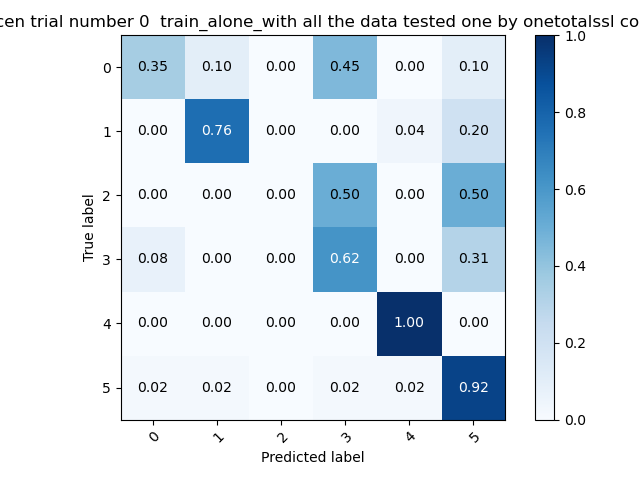 cen trial number 0 train_alone_with all the data tested one by onetotalssl co
0 0.35 0.10 0.00 0.45 0.00 0.10
1 0.00 0.76 0.00 0.00 0.04 0.20
2 0.00 0.00 0.00 0.50 0.00 0.50
3 0.08 0.00 0.00 0.62 0.00 0.31
4 0.00 0.00 0.00 0.00 1.00 0.00
5 0.02 0.02 0.00 0.02 0.02 0.92
0 1 2 3 4 5
True label
Predicted label
1.0
0.8
0.6
0.4
0.2
0.0